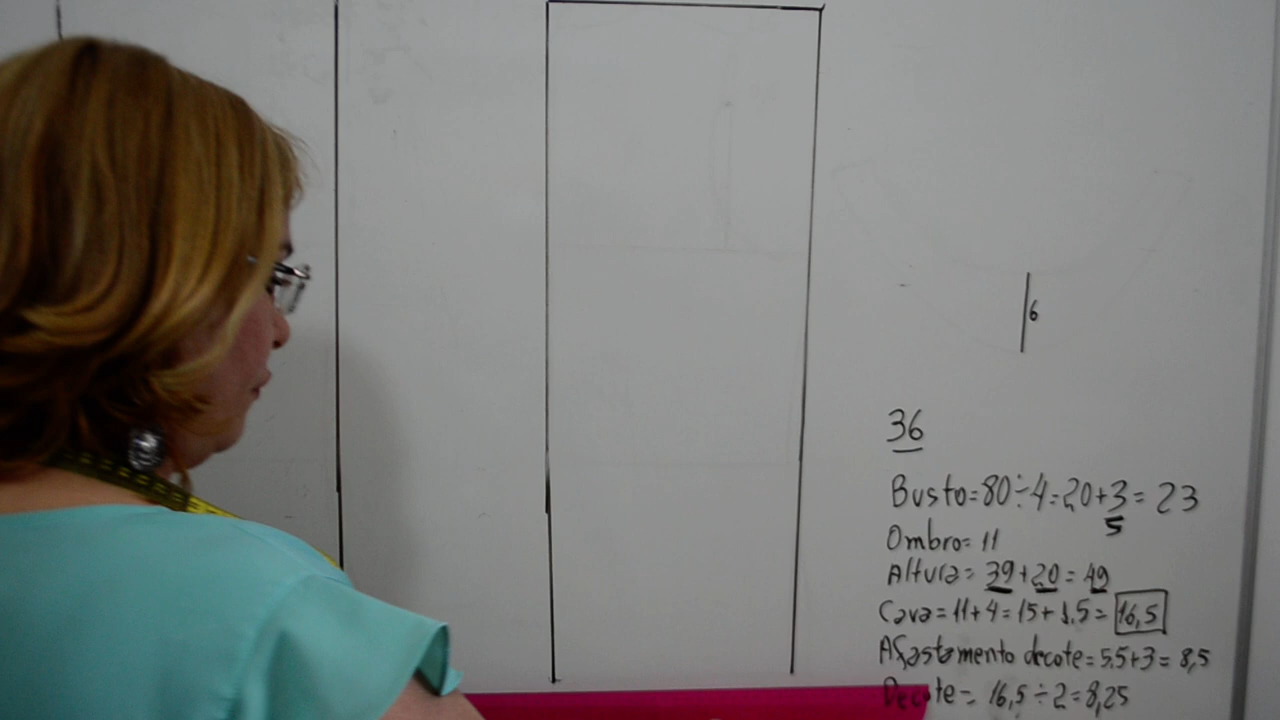 6
36
Busto=80÷4=20+3=23
5
Ombro=11
Altura=39+20=49
Cava=11+4=15+1.5=16,5
Afastamento decote=5.5+3=8,5
Decote=16,5÷2=8,25